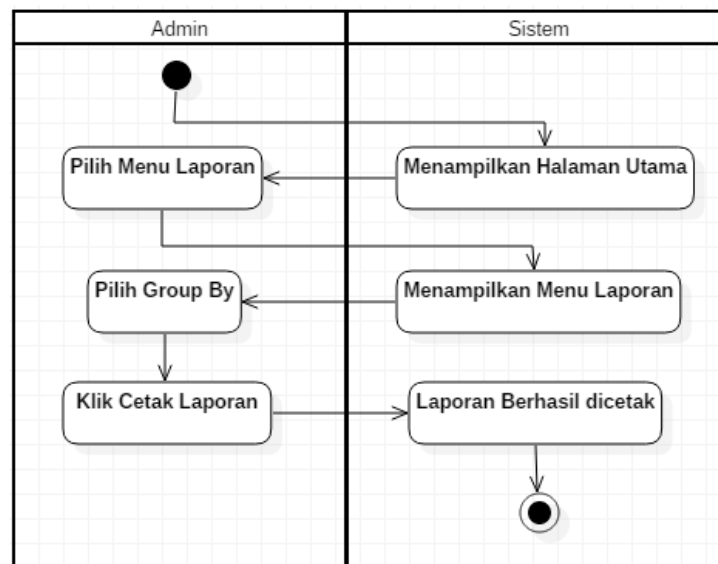 Admin
Sistem
Menampilkan Halaman Utama
Pilih Menu Laporan
Menampilkan Menu Laporan
Pilih Group By
Klik Cetak Laporan
Laporan Berhasil dicetak